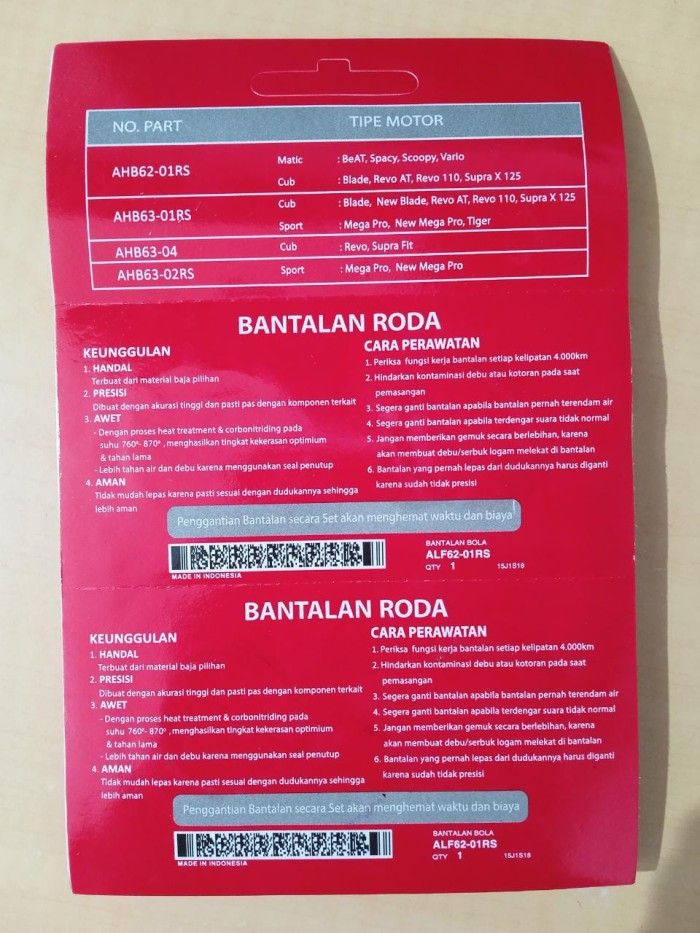 NO. PART TIPE MOTOR
AHB62-01RS Matic : BeAT, Spacy, Scoopy, Vario
Cub : Blade, Revo AT, Revo 110, Supra X 125
AHB63-01RS Cub : Blade, New Blade, Revo AT, Revo 110, Supra X 125
Sport : Mega Pro, New Mega Pro, Tiger
AHB63-04 Cub : Revo, Supra Fit
AHB63-02RS Sport : Mega Pro, New Mega Pro
BANTALAN RODA
KEUNGGULAN
1. HANDAL
Terbuat dari material baja pilihan
2. PRESISI
Dibuat dengan akurasi tinggi dan pasti pas dengan komponen terkait
3. AWET
- Dengan proses heat treatment & corbonitriding pada
suhu 760º- 870º , menghasilkan tingkat kekerasan optimium
& tahan lama
- Lebih tahan air dan debu karena menggunakan seal penutup
4. AMAN
Tidak mudah lepas karena pasti sesuai dengan dudukannya sehingga
lebih aman
CARA PERAWATAN
1. Periksa fungsi kerja bantalan setiap kelipatan 4.000km
2. Hindarkan kontaminasi debu atau kotoran pada saat
pemasangan
3. Segera ganti bantalan apabila bantalan pernah terendam air
4. Segera ganti bantalan apabila terdengar suara tidak normal
5. Jangan memberikan gemuk secara berlebihan, karena
akan membuat debu/serbuk logam melekat di bantalan
6. Bantalan yang pernah lepas dari dudukannya harus diganti
karena sudah tidak presisi
Penggantian Bantalan secara Set akan menghemat waktu dan biaya
MADE IN INDONESIA
BANTALAN BOLA
ALF62-01RS
QTY 1 15J1S18
BANTALAN RODA
KEUNGGULAN
1. HANDAL
Terbuat dari material baja pilihan
2. PRESISI
Dibuat dengan akurasi tinggi dan pasti pas dengan komponen terkait
3. AWET
- Dengan proses heat treatment & corbonitriding pada
suhu 760º- 870º , menghasilkan tingkat kekerasan optimium
& tahan lama
- Lebih tahan air dan debu karena menggunakan seal penutup
4. AMAN
Tidak mudah lepas karena pasti sesuai dengan dudukannya sehingga
lebih aman
CARA PERAWATAN
1. Periksa fungsi kerja bantalan setiap kelipatan 4.000km
2. Hindarkan kontaminasi debu atau kotoran pada saat
pemasangan
3. Segera ganti bantalan apabila bantalan pernah terendam air
4. Segera ganti bantalan apabila terdengar suara tidak normal
5. Jangan memberikan gemuk secara berlebihan, karena
akan membuat debu/serbuk logam melekat di bantalan
6. Bantalan yang pernah lepas dari dudukannya harus diganti
karena sudah tidak presisi
Penggantian Bantalan secara Set akan menghemat waktu dan biaya
MADE IN INDONESIA
BANTALAN BOLA
ALF62-01RS
QTY 1 15J1S18